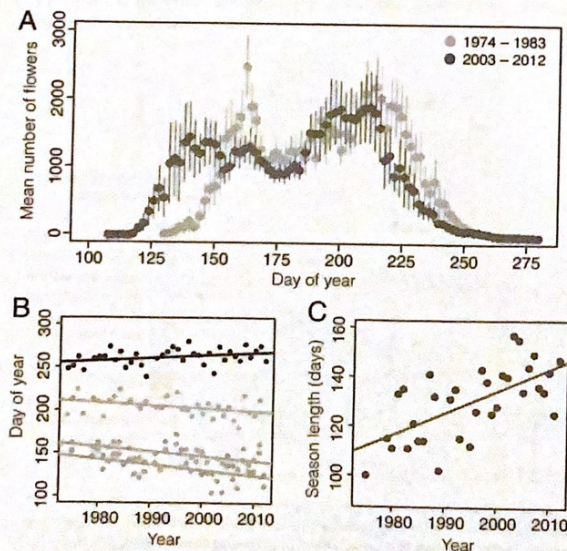 A
3000
2000
1000
0
Mean number of flowers
1974 – 1983
2003 – 2012
100 125 150 175 200 225 250 275
Day of year
B
300
250
200
150
100
Day of year
1980 1990 2000 2010
Year
C
160
140
120
100
Season length (days)
1980 1990 2000 2010
Year